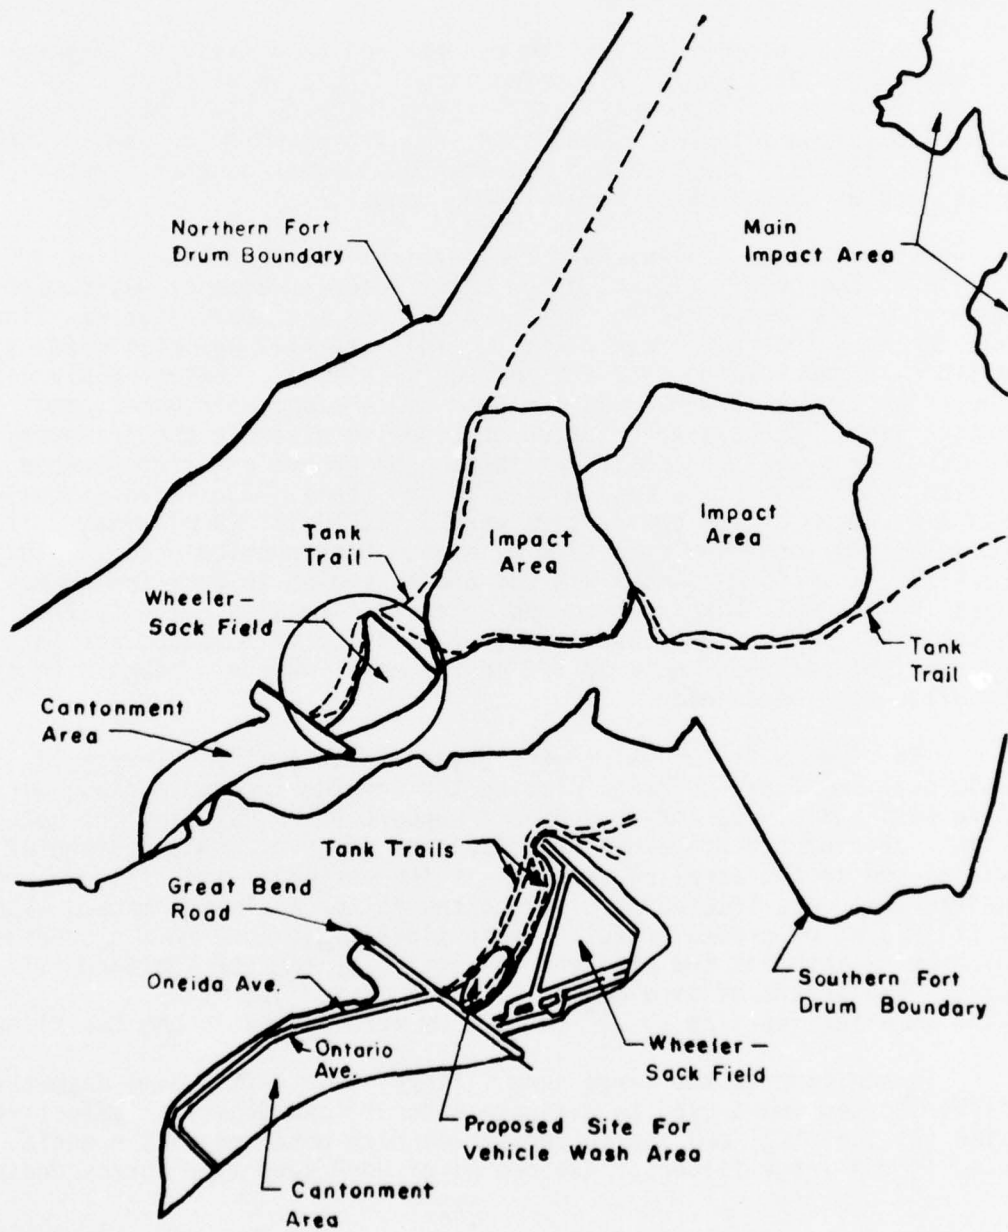 Northern Fort
Drum Boundary
Main
Impact Area
Tank
Trail
Impact
Area
Impact
Area
Wheeler–
Sack Field
Tank
Trail
Cantonment
Area
Tank Trails
Great Bend
Road
Oneida Ave.
Ontario
Ave.
Southern Fort
Drum Boundary
Wheeler–
Sack Field
Proposed Site For
Vehicle Wash Area
Cantonment
Area